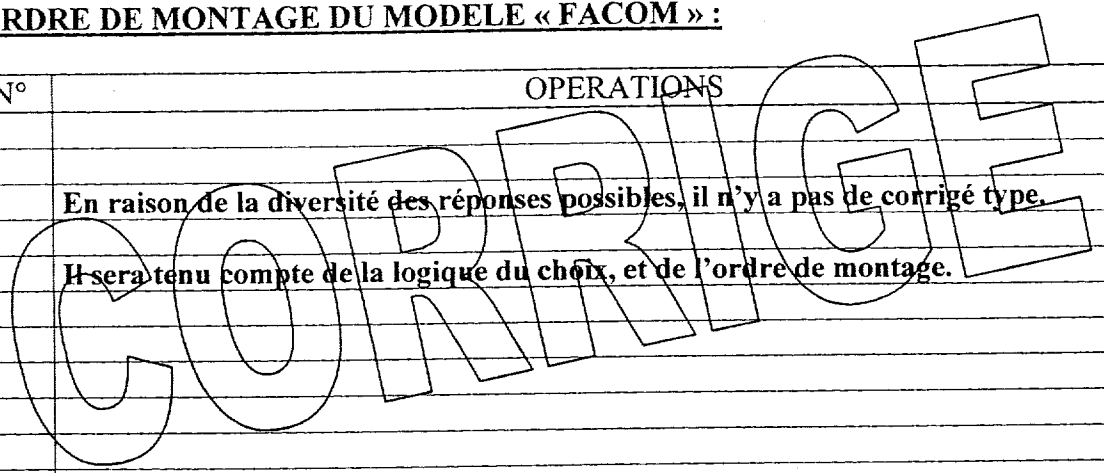 RDRE DE MONTAGE DU MODELE « FACOM » :
N° OPERATIONS
En raison de la diversité des réponses possibles, il n'y a pas de corrigé type.
Il sera tenu compte de la logique du choix, et de l'ordre de montage.
CORRIGE